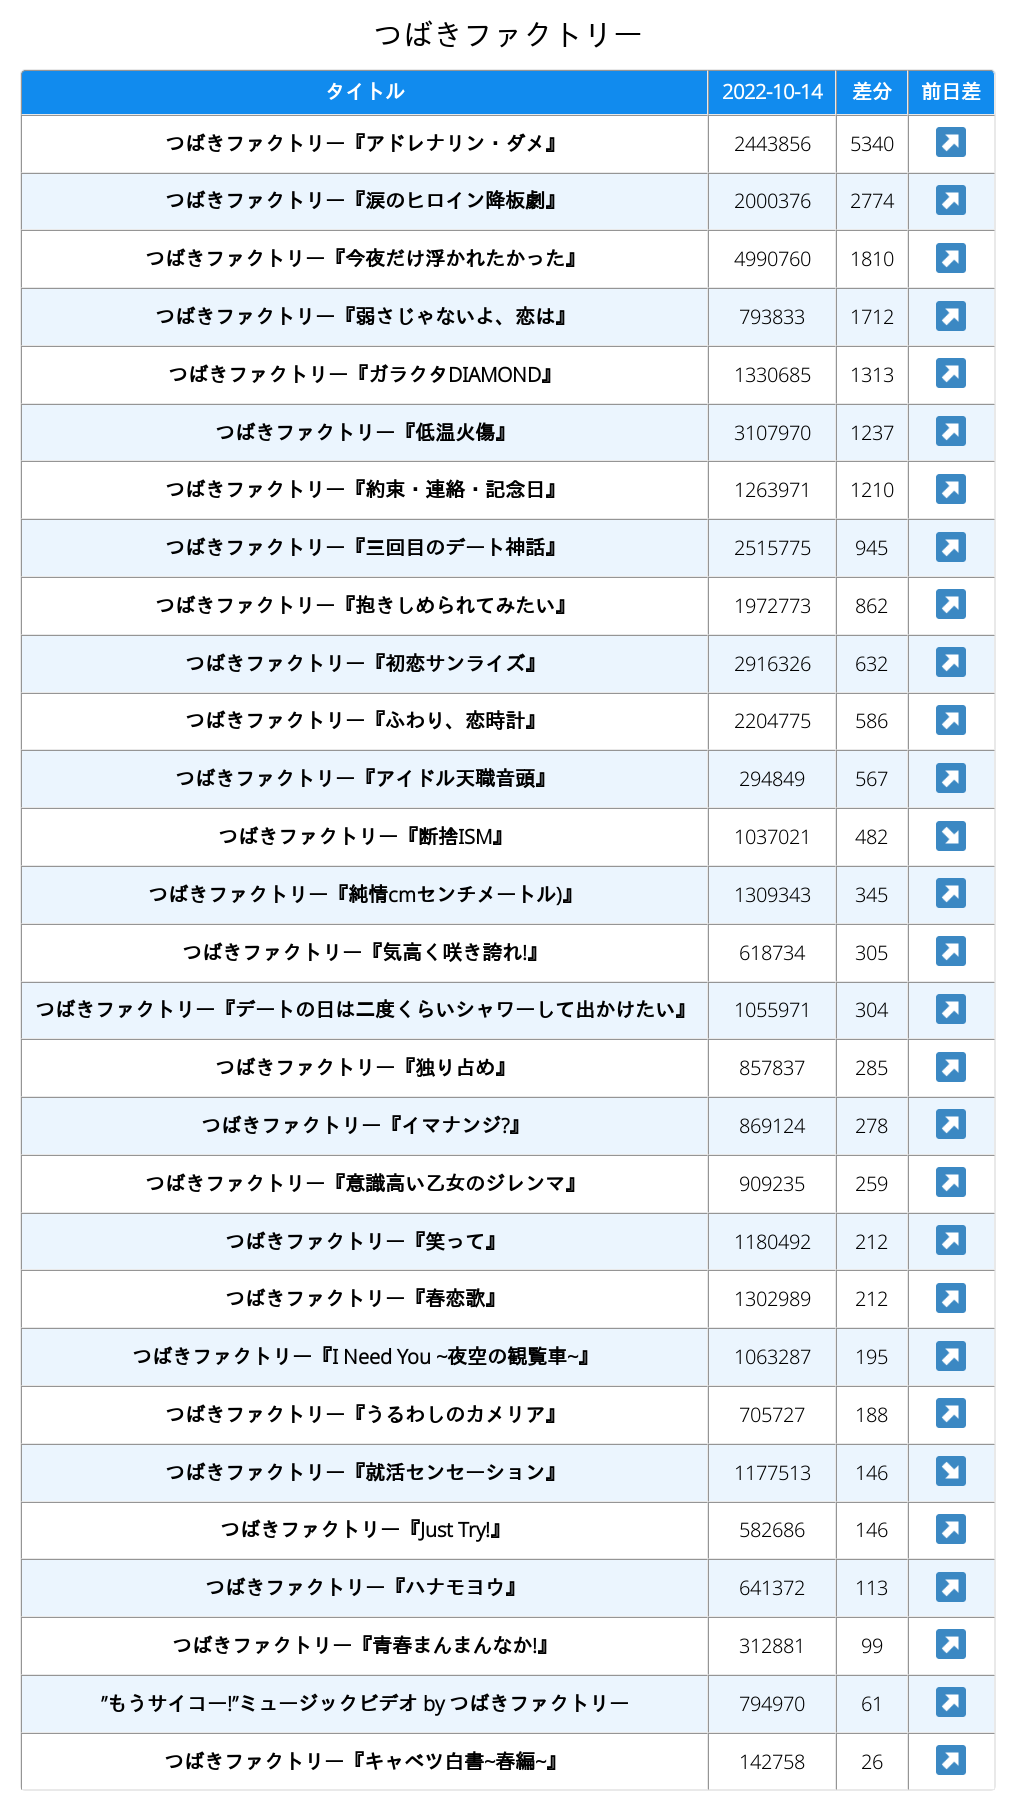 つばきファクトリー
タイトル 2022-10-14 差分 前日差
つばきファクトリー『アドレナリン・ダメ』 2443856 5340 ↗
つばきファクトリー『涙のヒロイン降板劇』 2000376 2774 ↗
つばきファクトリー『今夜だけ浮かれたかった』 4990760 1810 ↗
つばきファクトリー『弱さじゃないよ、恋は』 793833 1712 ↗
つばきファクトリー『ガラクタDIAMOND』 1330685 1313 ↗
つばきファクトリー『低温火傷』 3107970 1237 ↗
つばきファクトリー『約束・連絡・記念日』 1263971 1210 ↗
つばきファクトリー『三回目のデート神話』 2515775 945 ↗
つばきファクトリー『抱きしめられてみたい』 1972773 862 ↗
つばきファクトリー『初恋サンライズ』 2916326 632 ↗
つばきファクトリー『ふわり、恋時計』 2204775 586 ↗
つばきファクトリー『アイドル天職音頭』 294849 567 ↗
つばきファクトリー『断捨ISM』 1037021 482 ↘
つばきファクトリー『純情cmセンチメートル)』 1309343 345 ↗
つばきファクトリー『気高く咲き誇れ!』 618734 305 ↗
つばきファクトリー『デートの日は二度くらいシャワーして出かけたい』 1055971 304 ↗
つばきファクトリー『独り占め』 857837 285 ↗
つばきファクトリー『イマナンジ?』 869124 278 ↗
つばきファクトリー『意識高い乙女のジレンマ』 909235 259 ↗
つばきファクトリー『笑って』 1180492 212 ↗
つばきファクトリー『春恋歌』 1302989 212 ↗
つばきファクトリー『I Need You ~夜空の観覧車~』 1063287 195 ↗
つばきファクトリー『うるわしのカメリア』 705727 188 ↗
つばきファクトリー『就活センセーション』 1177513 146 ↘
つばきファクトリー『Just Try!』 582686 146 ↗
つばきファクトリー『ハナモヨウ』 641372 113 ↗
つばきファクトリー『青春まんまんなか!』 312881 99 ↗
”もうサイコー!”ミュージックビデオ by つばきファクトリー 794970 61 ↗
つばきファクトリー『キャベツ白書~春編~』 142758 26 ↗